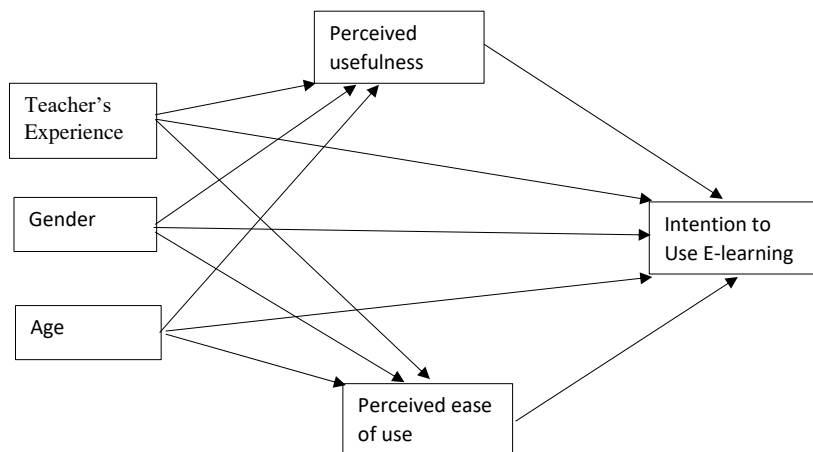 Perceived
usefulness
Teacher’s
Experience
Gender
Intention to
Use E-learning
Age
Perceived ease
of use